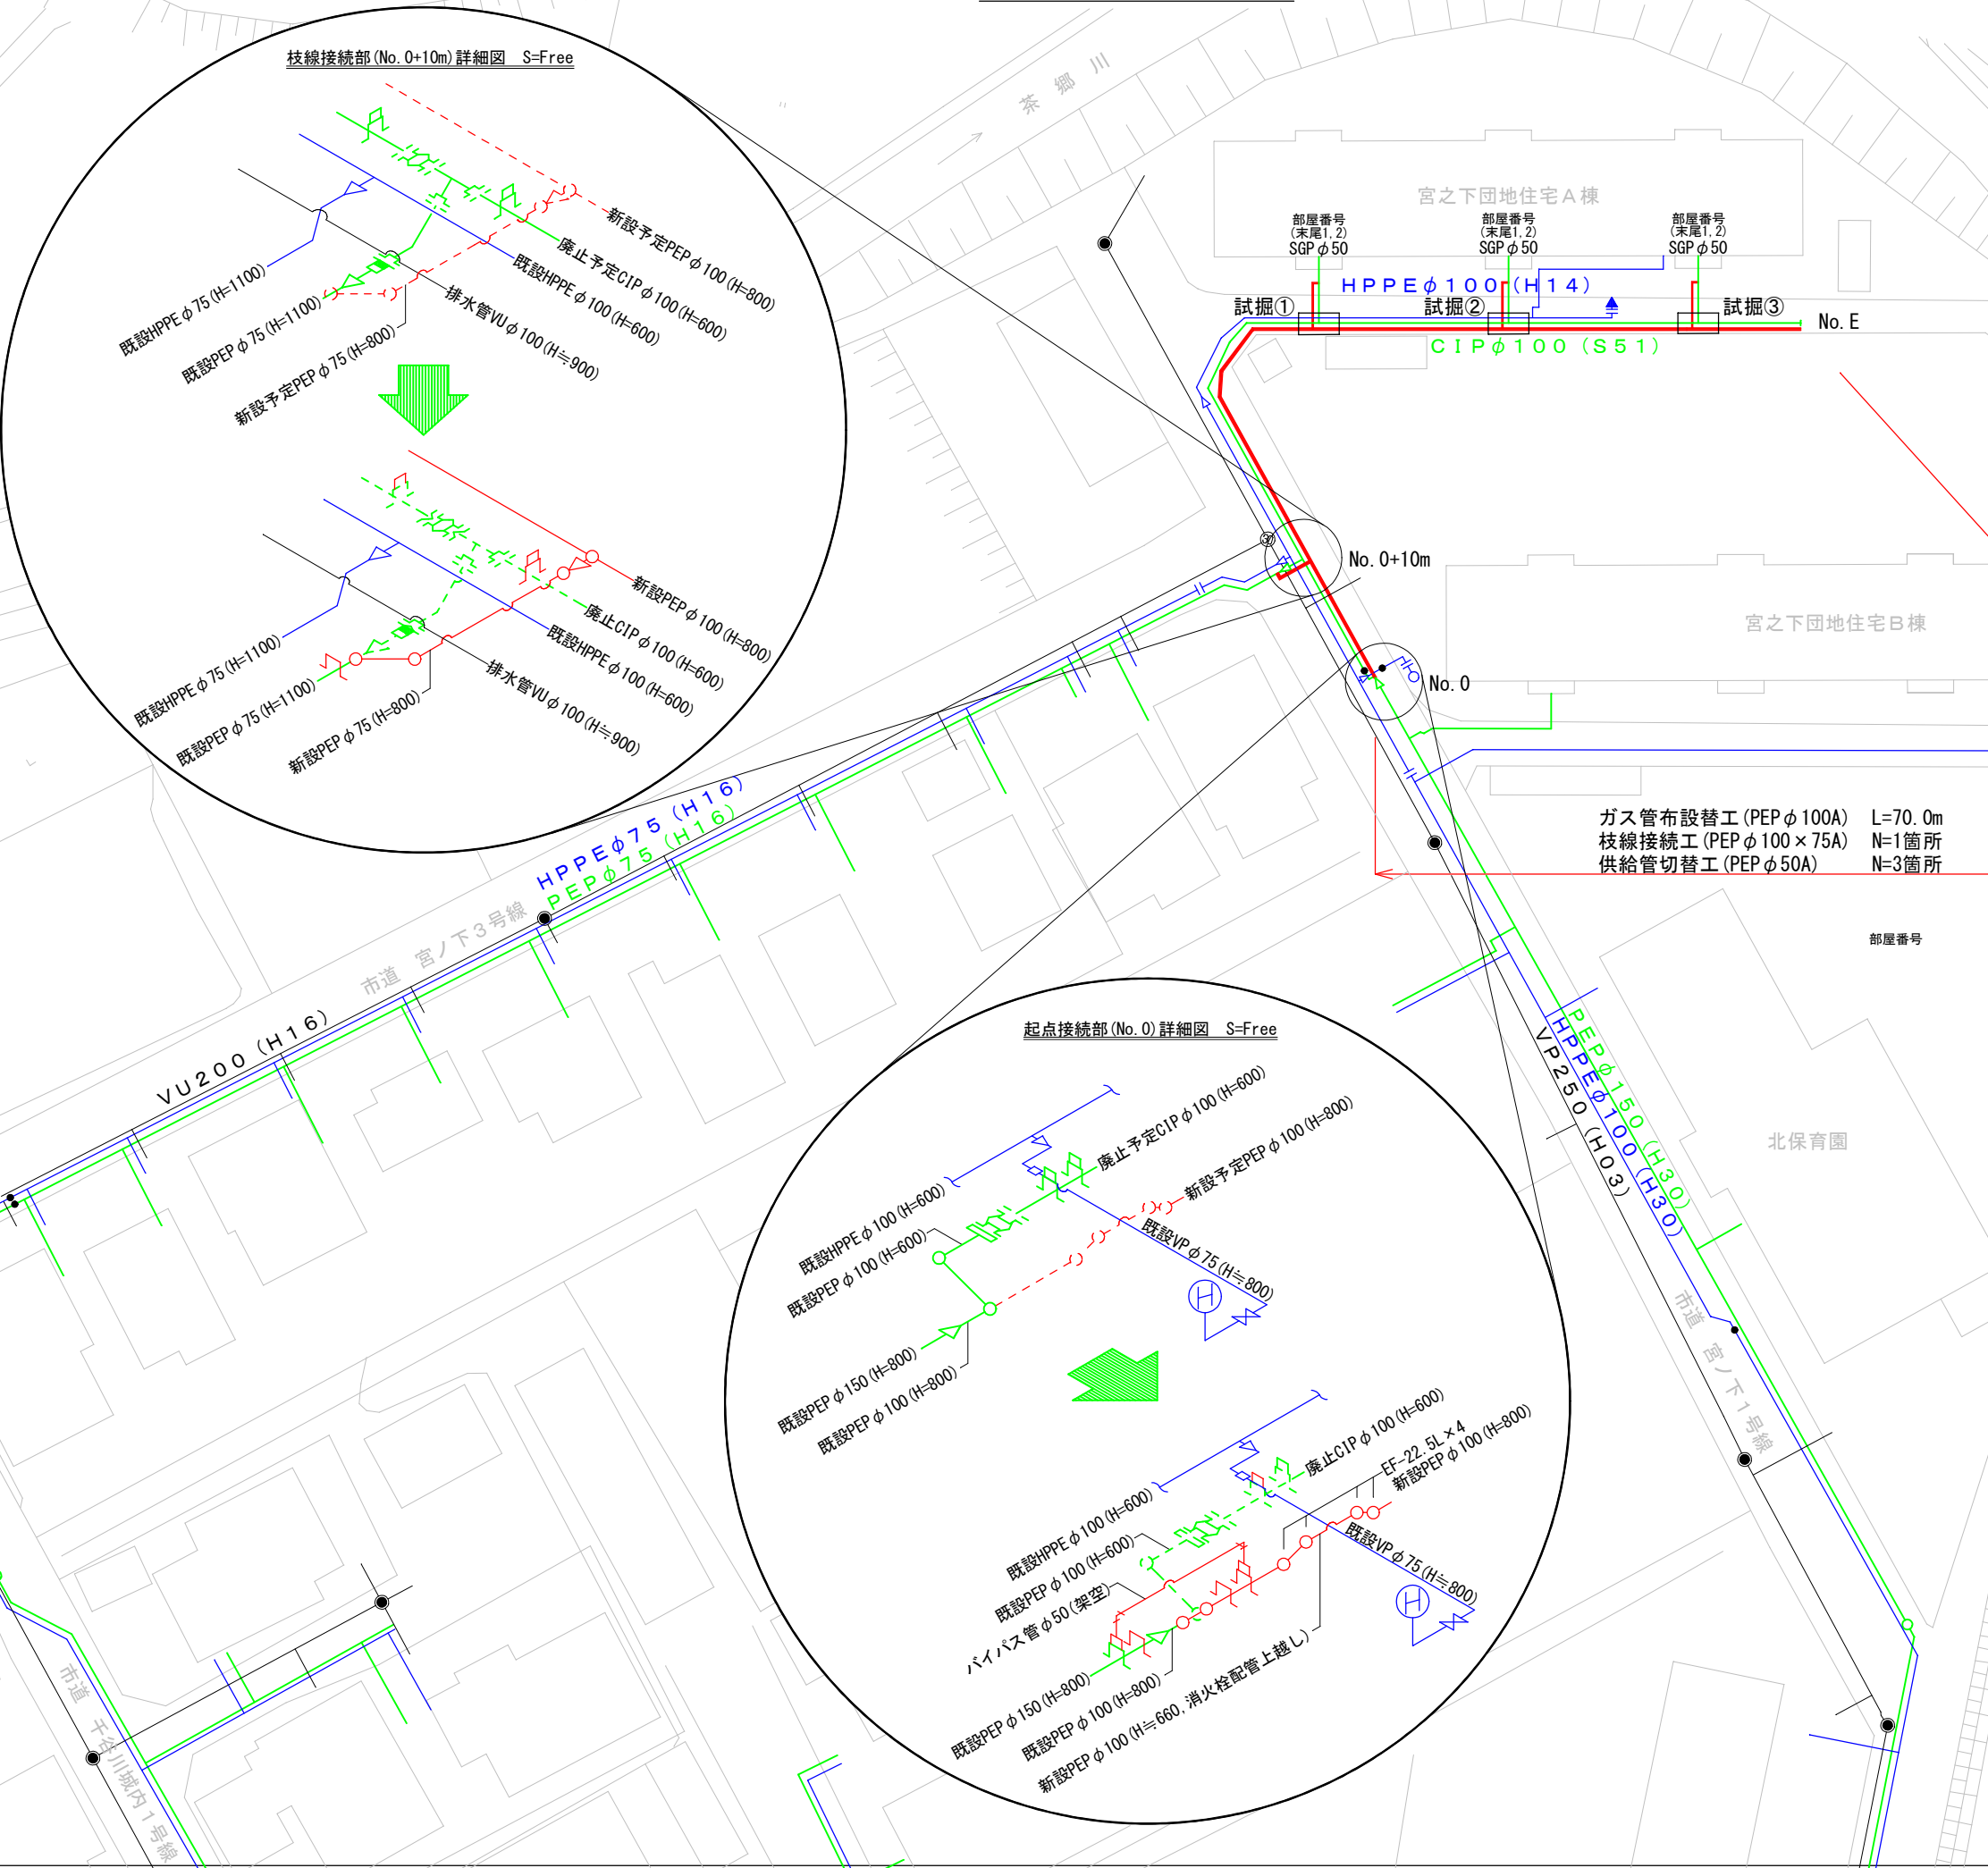 枝線接続部(No.0+10m)詳細図 S=Free
新設予定PEPφ100(H=800)
廃止予定CIPφ100(H=600)
既設HPPEφ100(H=600)
排水管VUφ100(H≒900)
既設HPPEφ75(H=1100)
既設PEPφ75(H=1100)
新設予定PEPφ75(H=800)
新設PEPφ100(H=800)
廃止CIPφ100(H=600)
既設HPPEφ100(H=600)
排水管VUφ100(H≒900)
既設HPPEφ75(H=1100)
既設PEPφ75(H=1100)
新設PEPφ75(H=800)
茶郷川
宮之下団地住宅A棟
部屋番号
(末尾1,2)
SGPφ50
部屋番号
(末尾1,2)
SGPφ50
部屋番号
(末尾1,2)
SGPφ50
HPPEφ100(H14)
試掘①
試掘②
試掘③
No.E
CIPφ100(S51)
No.0+10m
宮之下団地住宅B棟
No.0
ガス管布設替工(PEPφ100A) L=70.0m
枝線接続工(PEPφ100×75A) N=1箇所
供給管切替工(PEPφ50A) N=3箇所
部屋番号
HPPEφ75(H16)
PEPφ75(H16)
市道 宮ノ下3号線
VU200(H16)
PEPφ150(H30)
HPPEφ100(H30)
VP250(H03)
北保育園
市道 宮ノ下1号線
起点接続部(No.0)詳細図 S=Free
廃止予定CIPφ100(H=600)
新設予定PEPφ100(H=800)
既設HPPEφ100(H=600)
既設PEPφ100(H=600)
既設VPφ75(H≒800)
H
既設PEPφ150(H=800)
既設PEPφ100(H=800)
廃止CIPφ100(H=600)
EF-22.5L×4
新設PEPφ100(H=800)
既設HPPEφ100(H=600)
既設PEPφ100(H=600)
バイパス管φ50(架空)
既設VPφ75(H≒800)
H
既設PEPφ150(H=800)
既設PEPφ100(H=800)
新設PEPφ100(H≒660,消火栓配管上越し)
市道 千谷川城内1号線